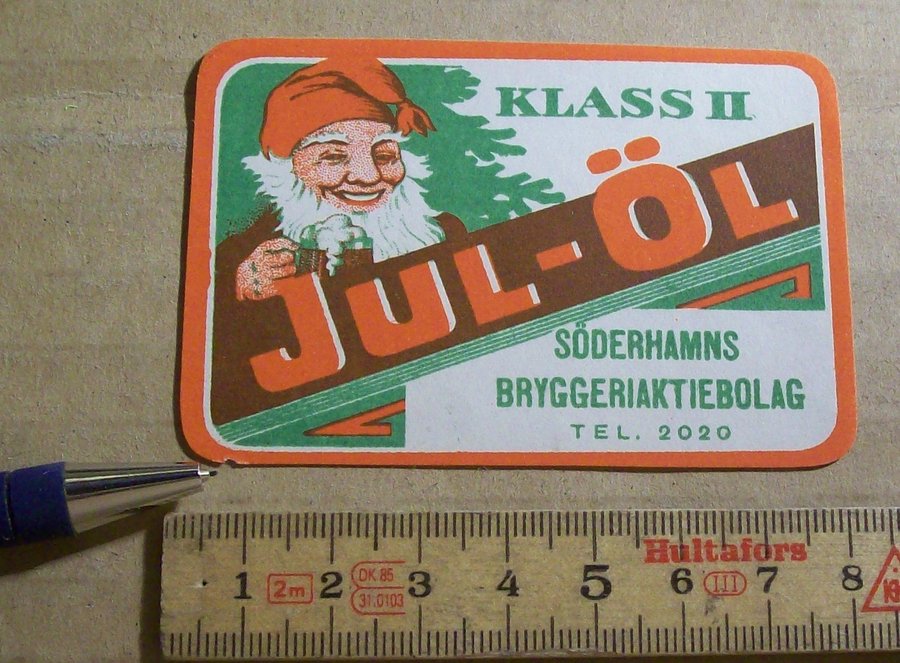 KLASS II
JUL-ÖL
SÖDERHAMNS
BRYGGERIAKTIEBOLAG
TEL. 2020
Hultafors
1 2m 2 DK 85 3 4 5 6 III 7 8
31.0103